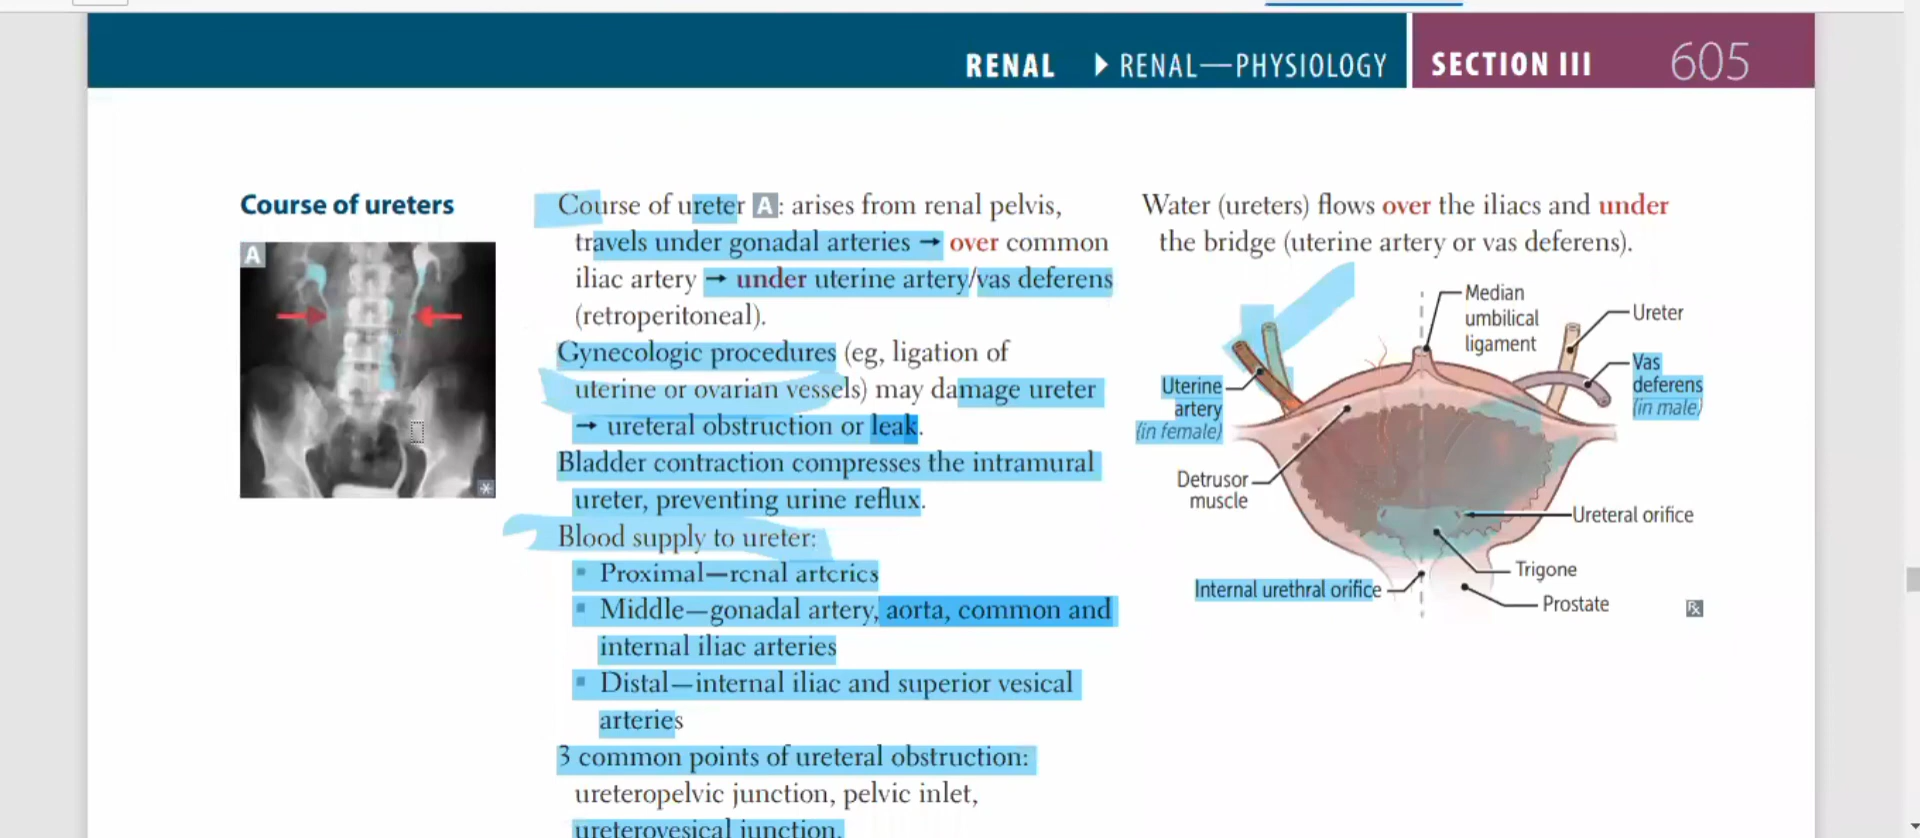 RENAL ▶ RENAL—PHYSIOLOGY SECTION III 605
Course of ureters
A
Course of ureter A: arises from renal pelvis,
travels under gonadal arteries → over common
iliac artery → under uterine artery/vas deferens
(retroperitoneal).
Gynecologic procedures (eg, ligation of
uterine or ovarian vessels) may damage ureter
→ ureteral obstruction or leak.
Bladder contraction compresses the intramural
ureter, preventing urine reflux.
Blood supply to ureter:
▪ Proximal—renal arteries
▪ Middle—gonadal artery, aorta, common and
internal iliac arteries
▪ Distal—internal iliac and superior vesical
arteries
3 common points of ureteral obstruction:
ureteropelvic junction, pelvic inlet,
ureterovesical junction.
Water (ureters) flows over the iliacs and under
the bridge (uterine artery or vas deferens).
Median
umbilical
ligament
Ureter
Vas
deferens
(in male)
Uterine
artery
(in female)
Detrusor
muscle
Ureteral orifice
Trigone
Internal urethral orifice
Prostate
Rx